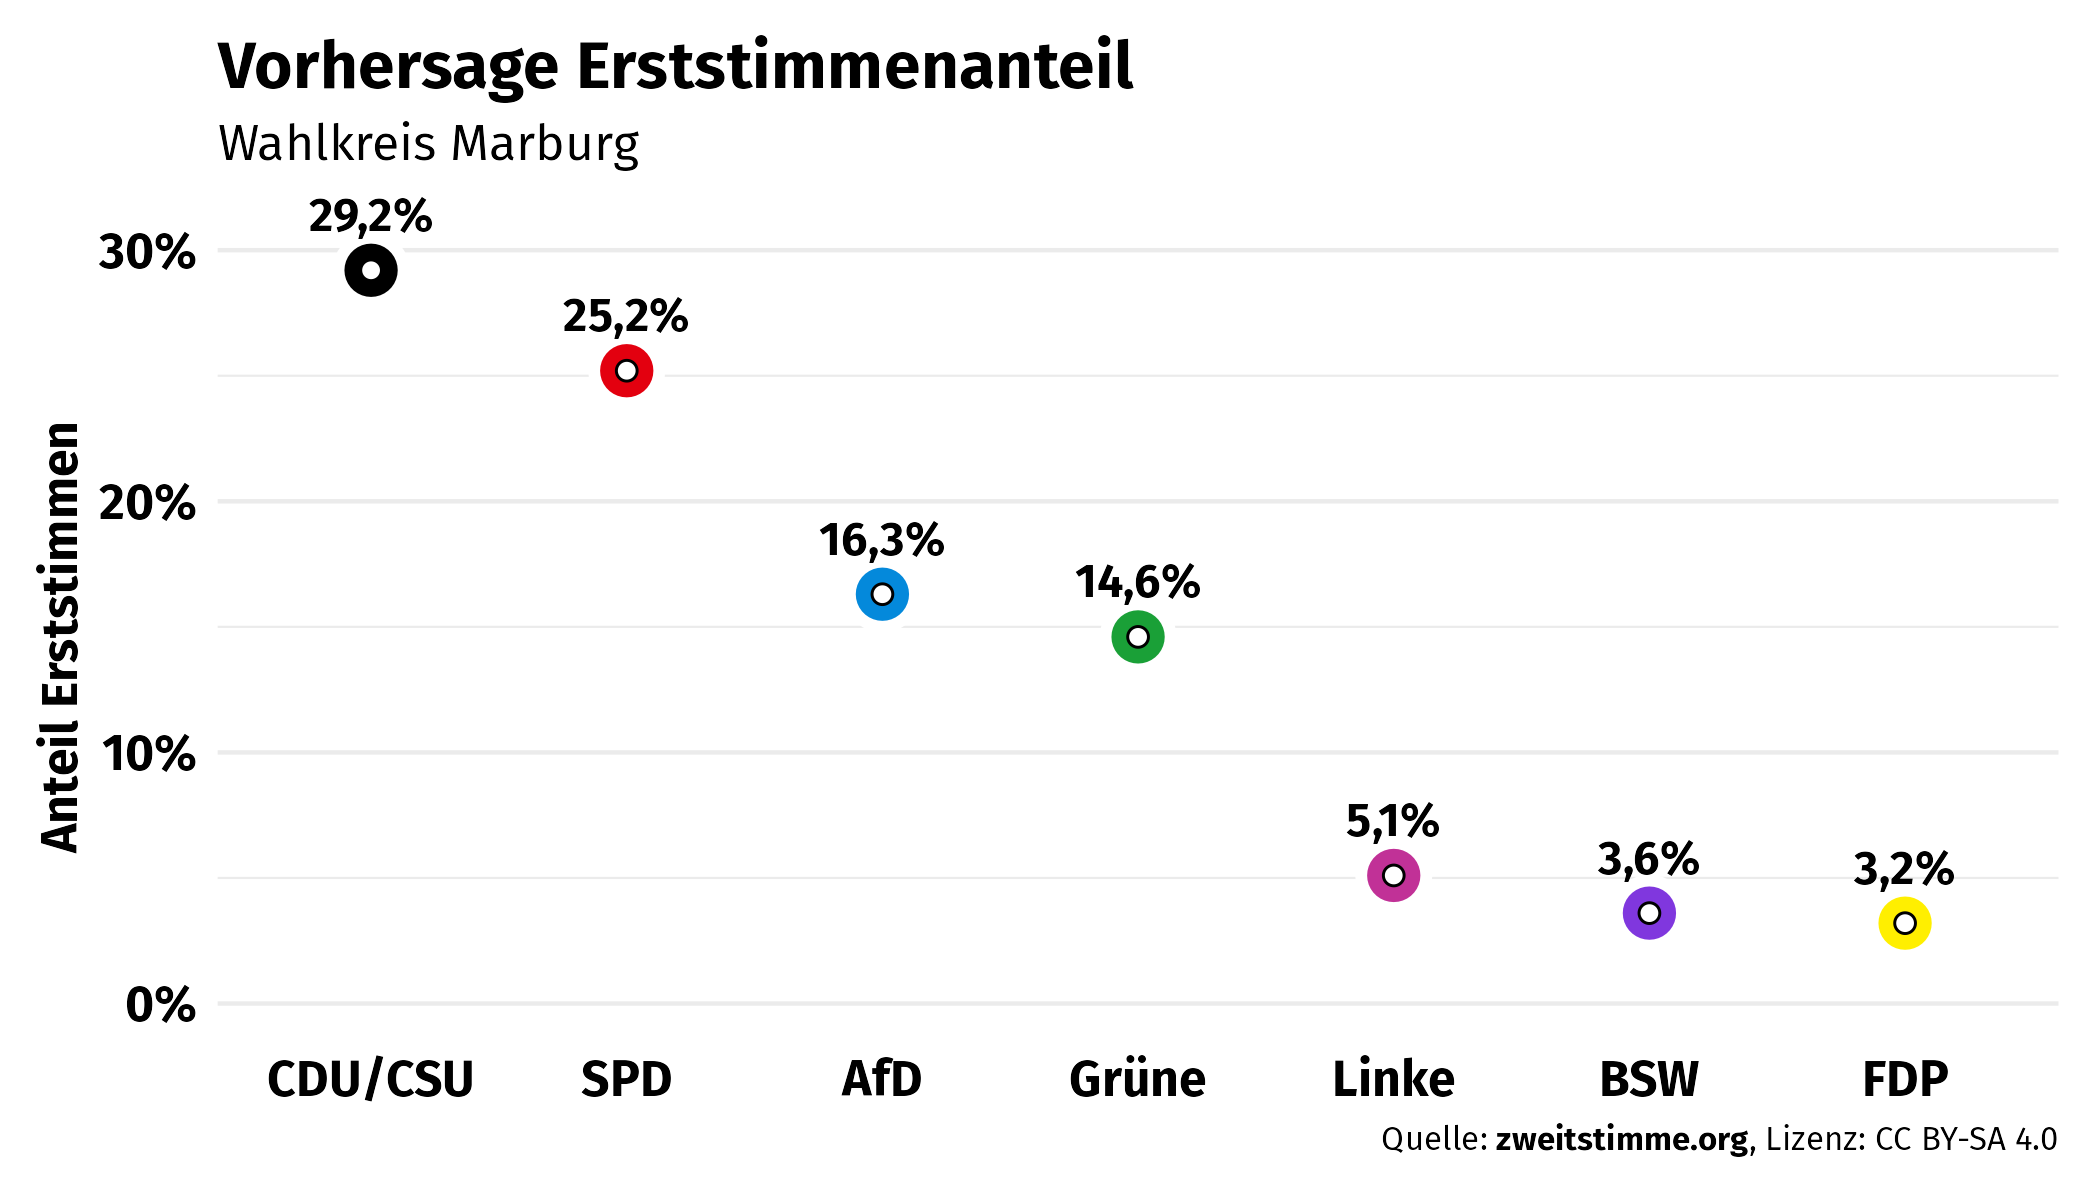 Vorhersage Erststimmenanteil
Wahlkreis Marburg
Anteil Erststimmen
30%
20%
10%
0%
29,2%
25,2%
16,3%
14,6%
5,1%
3,6%
3,2%
CDU/CSU SPD AfD Grüne Linke BSW FDP
Quelle: zweitstimme.org, Lizenz: CC BY-SA 4.0